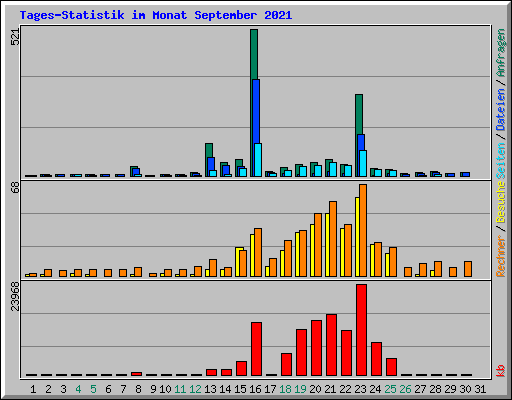 Tages-Statistik im Monat September 2021
521
68
23968
Rechner / Besuche Seiten / Dateien / Anfragen
kb
1 2 3 4 5 6 7 8 9 10 11 12 13 14 15 16 17 18 19 20 21 22 23 24 25 26 27 28 29 30 31